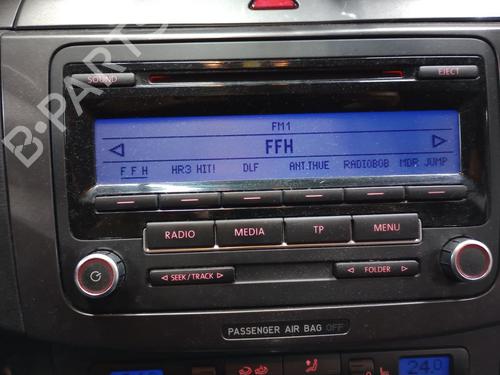 SOUND EJECT
FM1
FFH
F F H HR3 HIT! DLF ANT.THUE RADIOBOB MDR JUMP
RADIO MEDIA TP MENU
SEEK/TRACK FOLDER
PASSENGER AIR BAG OFF
24.0
B-PARTS